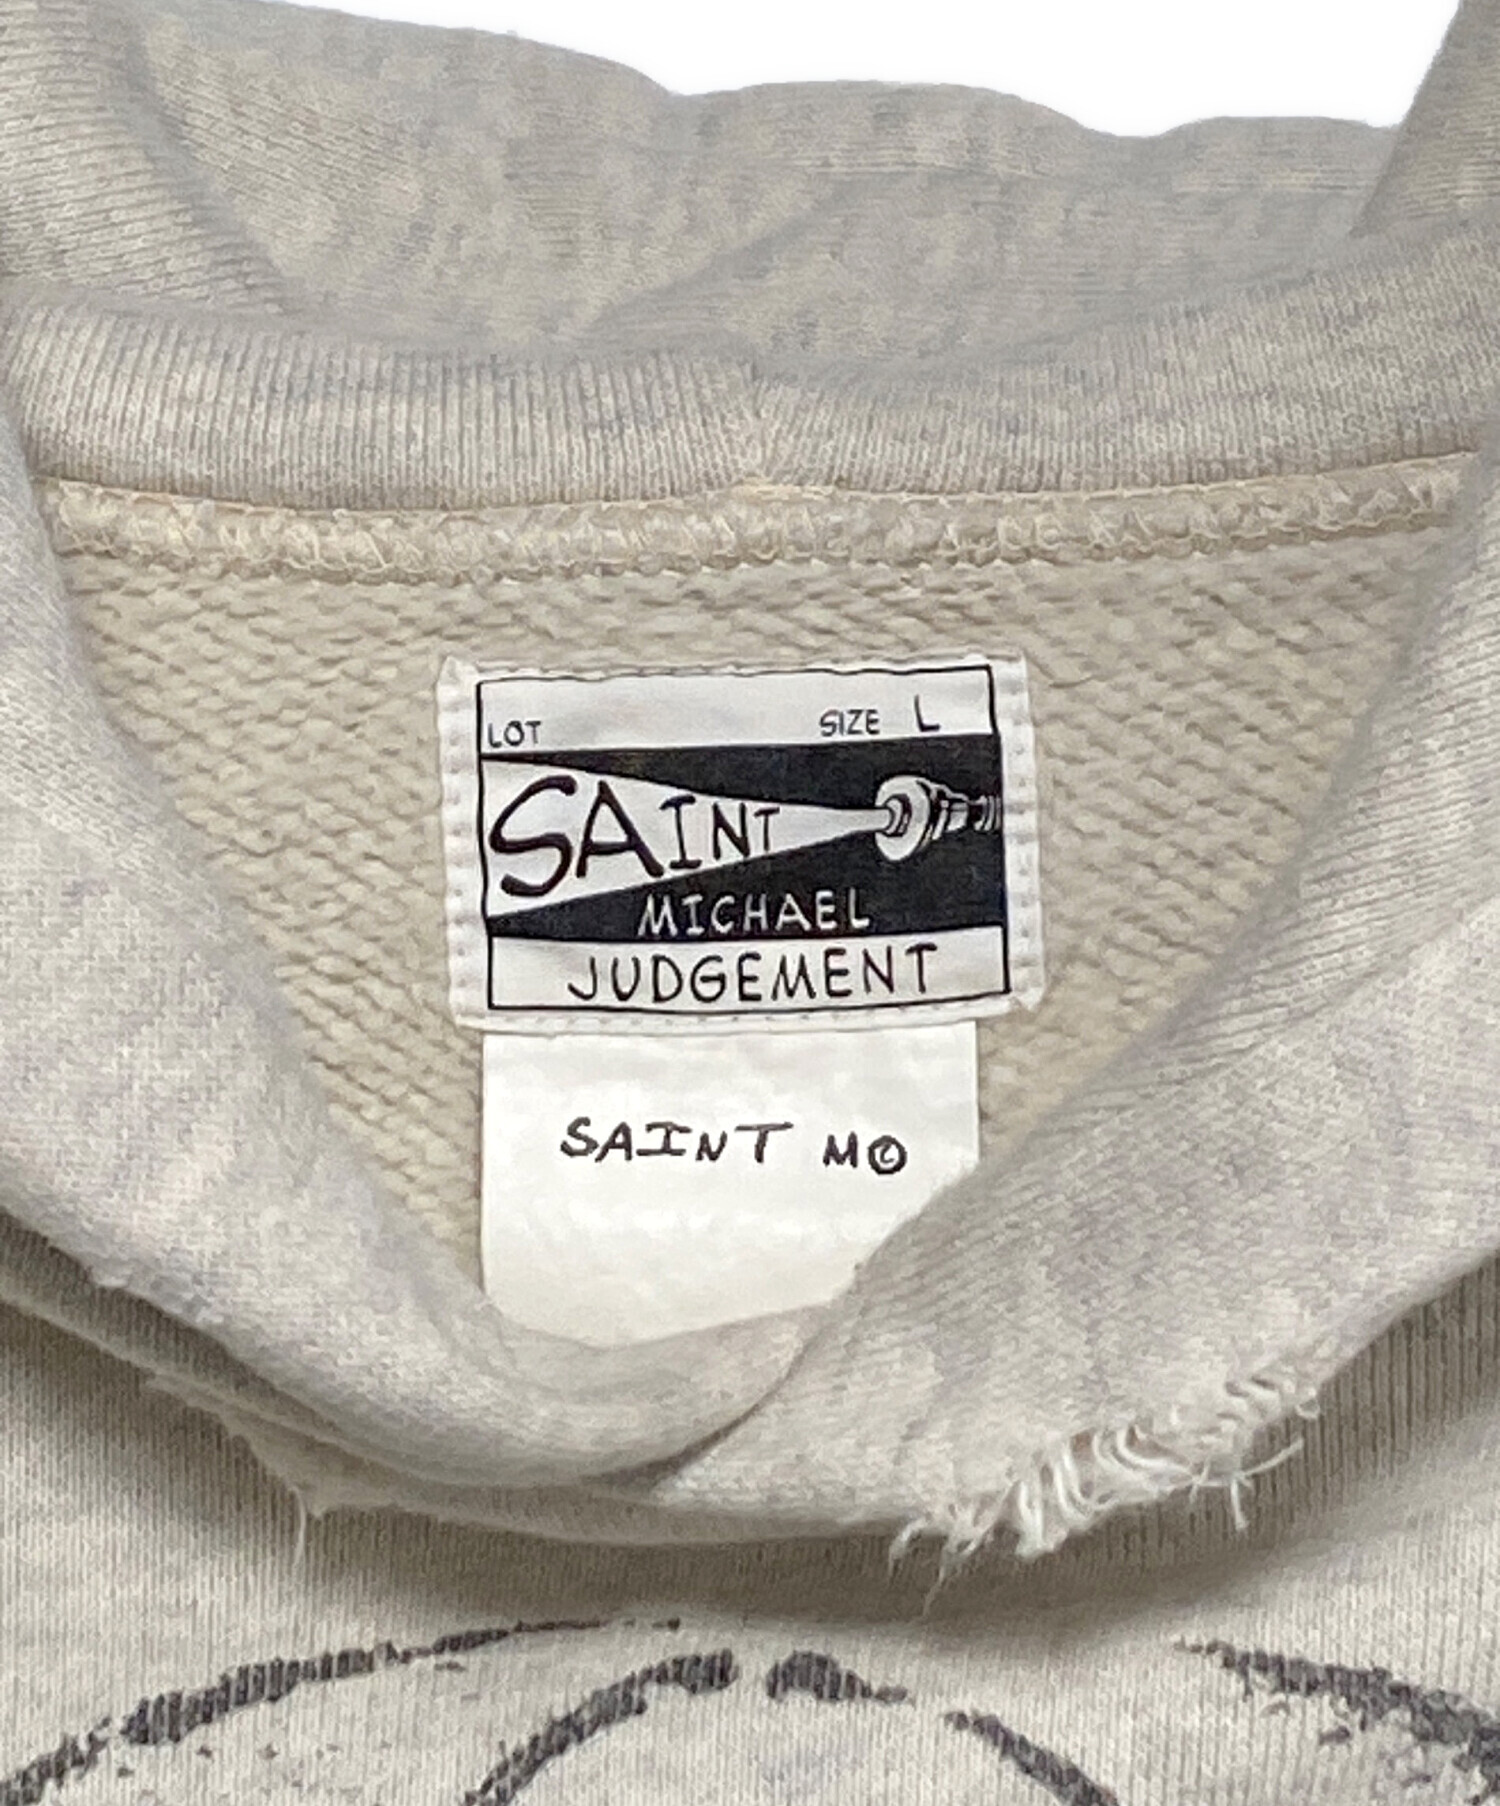 LOT SIZE L
SAINT
MICHAEL
JUDGEMENT
SAINT M©